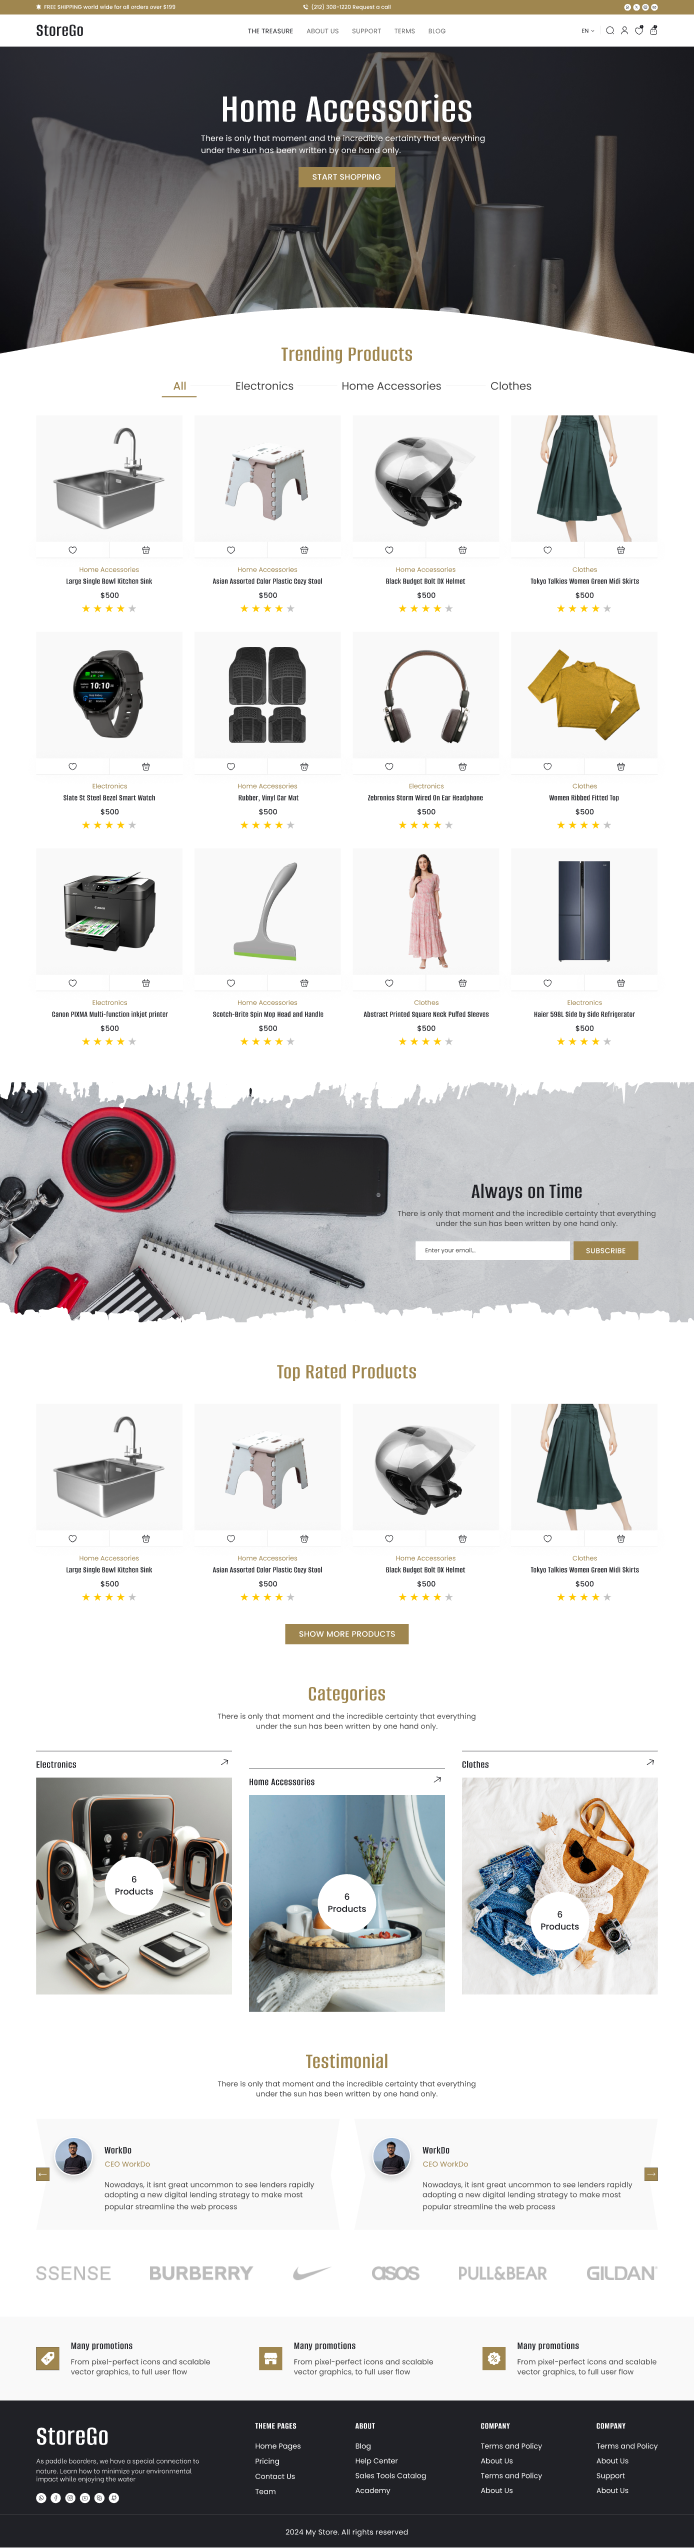 FREE SHIPPING world wide for all orders over $199
(212) 308-1220 Request a call
StoreGo
THE TREASURE ABOUT US SUPPORT TERMS BLOG
EN
Home Accessories
There is only that moment and the incredible certainty that everything
under the sun has been written by one hand only.
START SHOPPING
Trending Products
All Electronics Home Accessories Clothes
Home Accessories Home Accessories Home Accessories Clothes
Large Single Bowl Kitchen Sink Asian Assorted Color Plastic Cozy Stool Black Budget Bolt DX Helmet Tokyo Talkies Women Green Midi Skirts
$500 $500 $500 $500
10:10
Electronics Home Accessories Electronics Clothes
Slate St Steel Bezel Smart Watch Rubber, Vinyl Car Mat Zebronics Storm Wired On Ear Headphone Women Ribbed Fitted Top
$500 $500 $500 $500
Canon
Electronics Home Accessories Clothes Electronics
Canon PIXMA Multi-function inkjet printer Scotch-Brite Spin Mop Head and Handle Abstract Printed Square Neck Puffed Sleeves Haier 598L Side by Side Refrigerator
$500 $500 $500 $500
Always on Time
There is only that moment and the incredible certainty that everything
under the sun has been written by one hand only.
Enter your email... SUBSCRIBE
Top Rated Products
Home Accessories Home Accessories Home Accessories Clothes
Large Single Bowl Kitchen Sink Asian Assorted Color Plastic Cozy Stool Black Budget Bolt DX Helmet Tokyo Talkies Women Green Midi Skirts
$500 $500 $500 $500
SHOW MORE PRODUCTS
Categories
There is only that moment and the incredible certainty that everything
under the sun has been written by one hand only.
Electronics
6
Products
Home Accessories
6
Products
Clothes
6
Products
Testimonial
There is only that moment and the incredible certainty that everything
under the sun has been written by one hand only.
WorkDo
CEO WorkDo
Nowadays, it isnt great uncommon to see lenders rapidly
adopting a new digital lending strategy to make most
popular streamline the web process
WorkDo
CEO WorkDo
Nowadays, it isnt great uncommon to see lenders rapidly
adopting a new digital lending strategy to make most
popular streamline the web process
SSENSE BURBERRY asos PULL&BEAR GILDAN
Many promotions
From pixel-perfect icons and scalable
vector graphics, to full user flow
Many promotions
From pixel-perfect icons and scalable
vector graphics, to full user flow
Many promotions
From pixel-perfect icons and scalable
vector graphics, to full user flow
StoreGo
As paddle boarders, we have a special connection to
nature. Learn how to minimize your environmental
impact while enjoying the water
THEME PAGES
Home Pages
Pricing
Contact Us
Team
ABOUT
Blog
Help Center
Sales Tools Catalog
Academy
COMPANY
Terms and Policy
About Us
Terms and Policy
About Us
COMPANY
Terms and Policy
About Us
Support
About Us
2024 My Store. All rights reserved